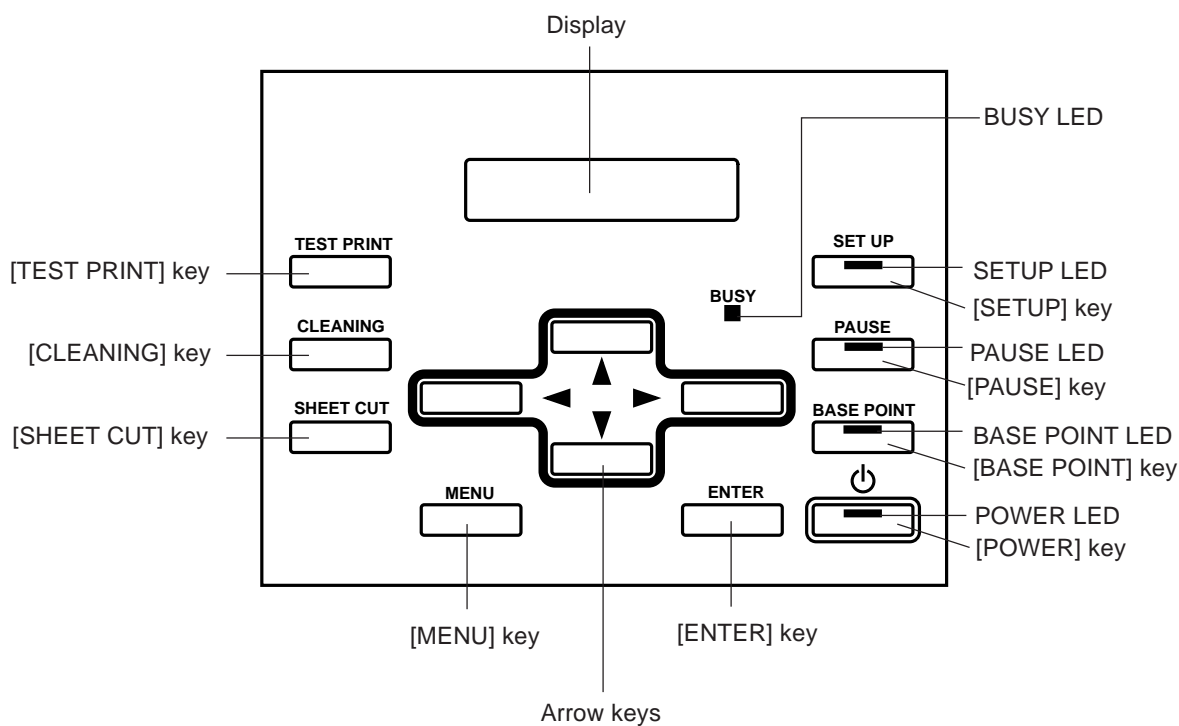 Display
BUSY LED
TEST PRINT
SET UP
[TEST PRINT] key
SETUP LED
[SETUP] key
BUSY
CLEANING
PAUSE
[CLEANING] key
PAUSE LED
[PAUSE] key
SHEET CUT
BASE POINT
[SHEET CUT] key
BASE POINT LED
[BASE POINT] key
MENU
ENTER
POWER LED
[POWER] key
[MENU] key
[ENTER] key
Arrow keys